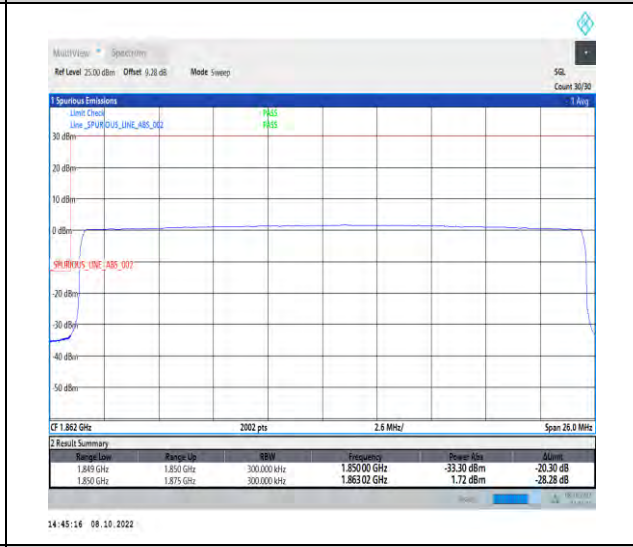 MultiView Spectrum
Ref Level 25.00 dBm Offset 9.28 dB Mode Sweep SGL
Count 30/30
1 Spurious Emissions 1 Avg
Limit Check PASS
Line _SPURIOUS_LINE_ABS_002 PASS
30 dBm
20 dBm
10 dBm
0 dBm
_SPURIOUS_LINE_ABS_002
-20 dBm
-30 dBm
-40 dBm
-50 dBm
CF 1.862 GHz 2002 pts 2.6 MHz/ Span 26.0 MHz
2 Result Summary
Range Low Range Up RBW Frequency Power Abs ΔLimit
1.849 GHz 1.850 GHz 300.000 kHz 1.85000 GHz -33.30 dBm -20.30 dB
1.850 GHz 1.875 GHz 300.000 kHz 1.86302 GHz 1.72 dBm -28.28 dB
14:45:16 08.10.2022